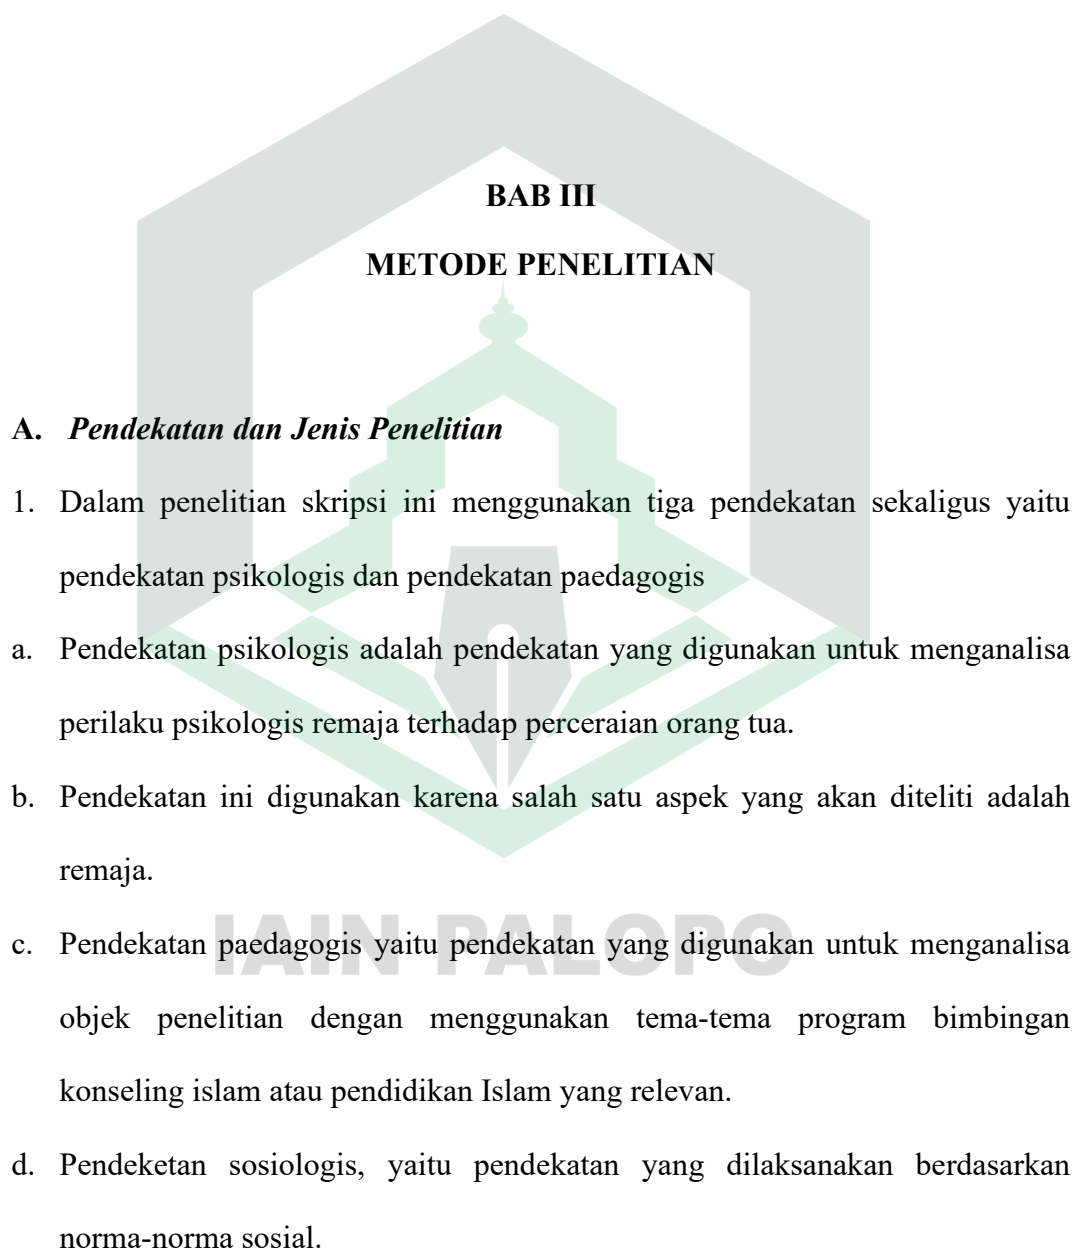 BAB III
METODE PENELITIAN
A. Pendekatan dan Jenis Penelitian
1. Dalam penelitian skripsi ini menggunakan tiga pendekatan sekaligus yaitu
pendekatan psikologis dan pendekatan paedagogis
a. Pendekatan psikologis adalah pendekatan yang digunakan untuk menganalisa
perilaku psikologis remaja terhadap perceraian orang tua.
b. Pendekatan ini digunakan karena salah satu aspek yang akan diteliti adalah
remaja.
IAIN PALOPO
c. Pendekatan paedagogis yaitu pendekatan yang digunakan untuk menganalisa
objek penelitian dengan menggunakan tema-tema program bimbingan
konseling islam atau pendidikan Islam yang relevan.
d. Pendeketan sosiologis, yaitu pendekatan yang dilaksanakan berdasarkan
norma-norma sosial.